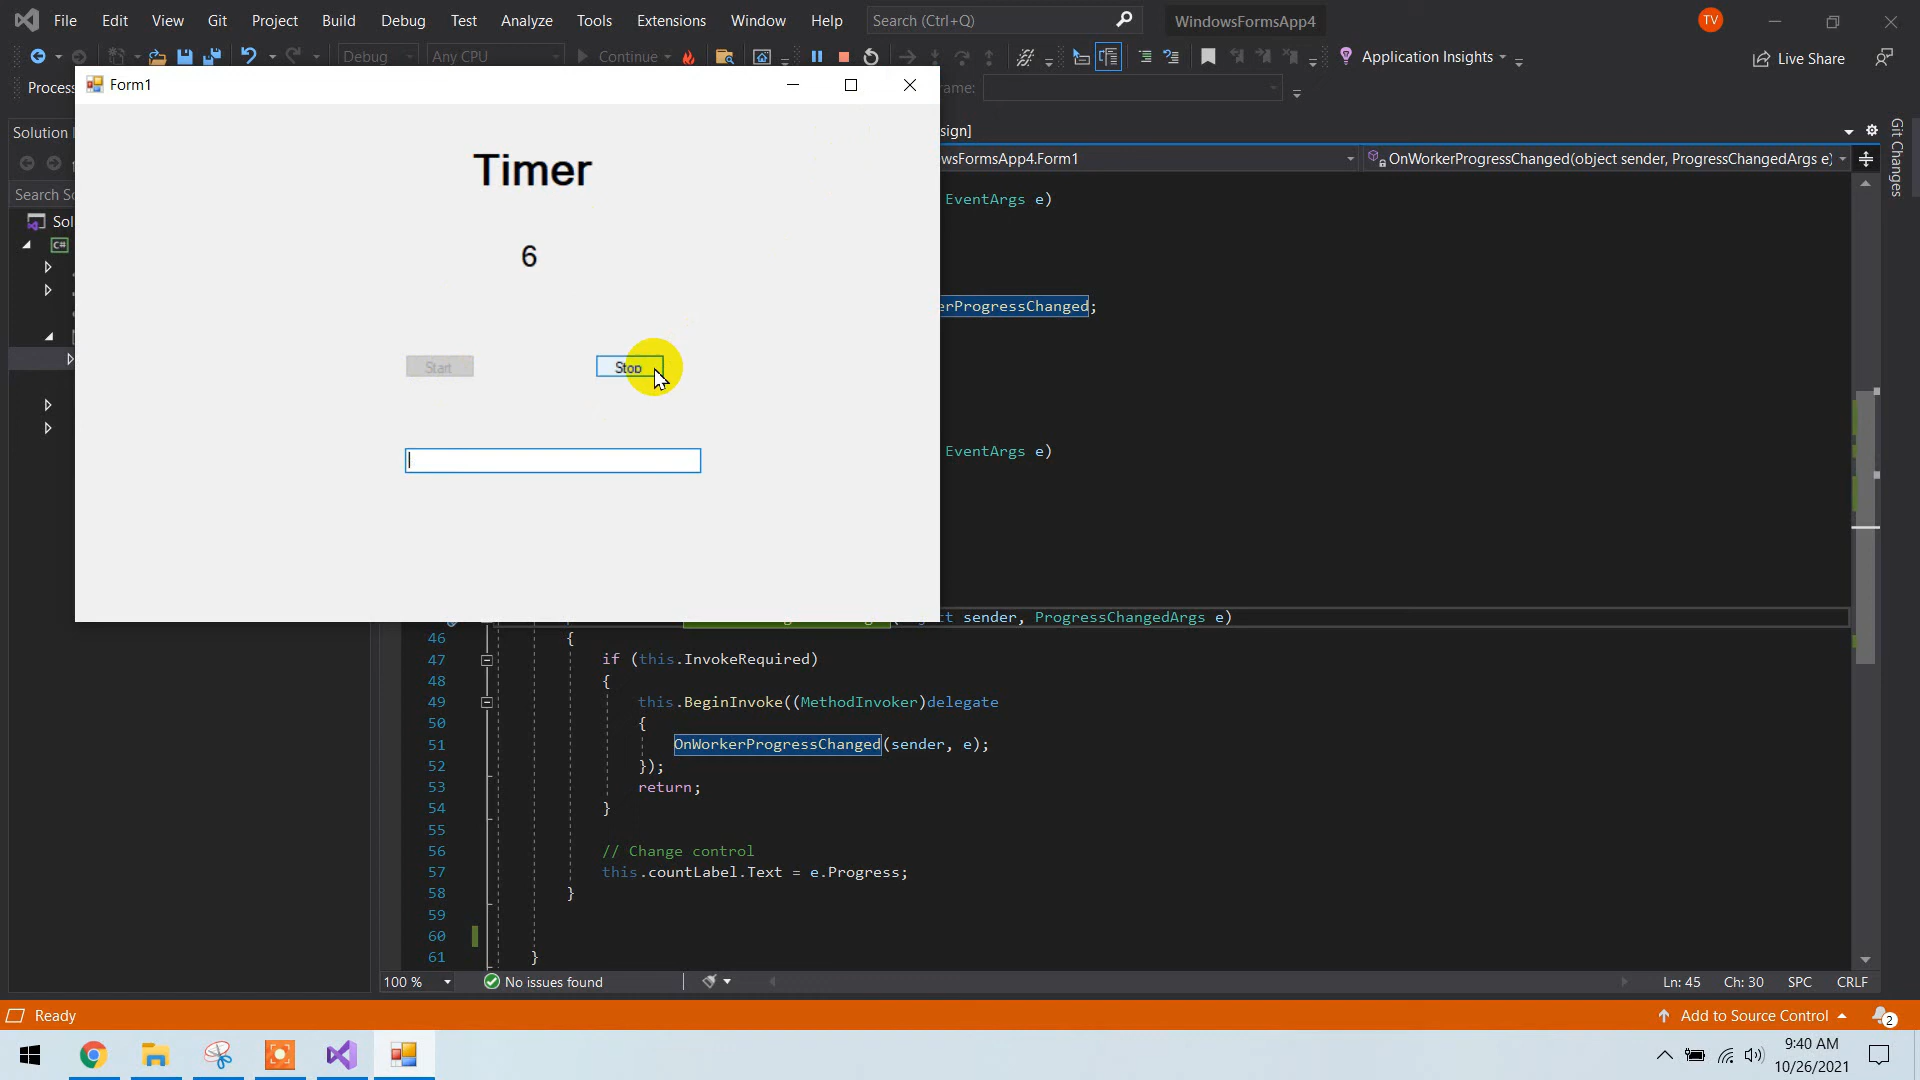 File Edit View Git Project Build Debug Test Analyze Tools Extensions Window Help Search (Ctrl+Q) WindowsFormsApp4 TV
Debug Any CPU Continue Application Insights Live Share
Form1
Process
ame:
Timer
6
Start Stop
Solution
Search So
Sol
C#
sign]
wsFormsApp4.Form1 OnWorkerProgressChanged(object sender, ProgressChangedArgs e)
Git Changes
EventArgs e)
erProgressChanged;
EventArgs e)
ct sender, ProgressChangedArgs e)
46 {
47 if (this.InvokeRequired)
48 {
49 this.BeginInvoke((MethodInvoker)delegate
50 {
51 OnWorkerProgressChanged(sender, e);
52 });
53 return;
54 }
55
56 // Change control
57 this.countLabel.Text = e.Progress;
58 }
59
60
61 }
100 % No issues found Ln: 45 Ch: 30 SPC CRLF
Ready Add to Source Control 2
9:40 AM
10/26/2021